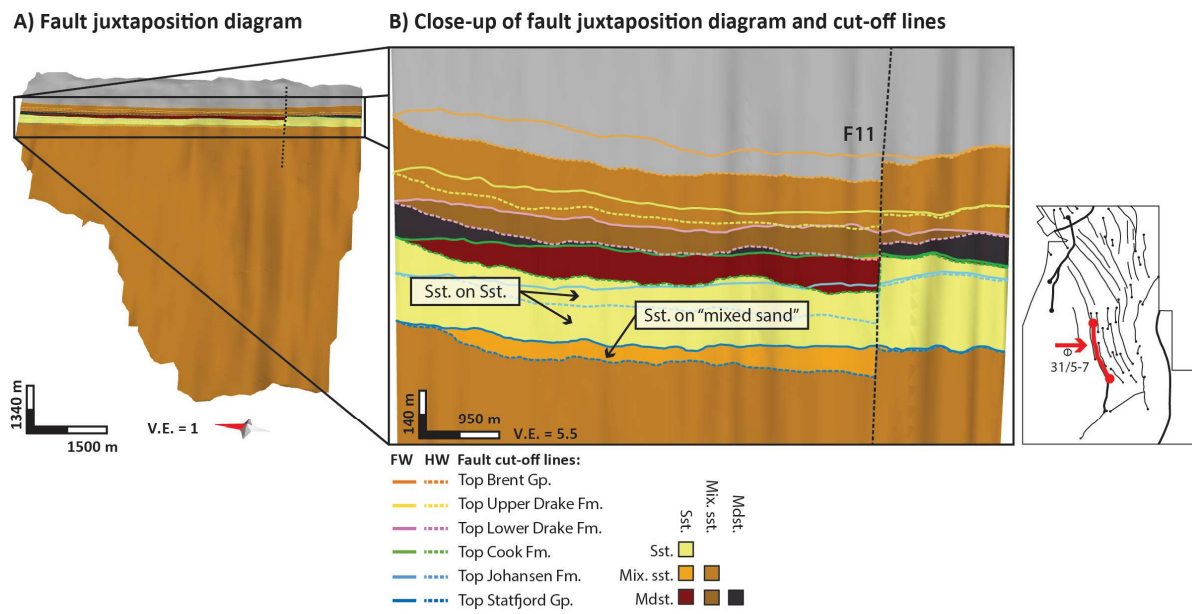 A) Fault juxtaposition diagram
B) Close-up of fault juxtaposition diagram and cut-off lines
F11
Sst. on Sst.
Sst. on “mixed sand”
31/5-7
1340 m
1500 m
V.E. = 1
140 m
950 m
V.E. = 5.5
FW HW Fault cut-off lines:
Top Brent Gp.
Top Upper Drake Fm.
Top Lower Drake Fm.
Top Cook Fm.
Top Johansen Fm.
Top Statfjord Gp.
Sst.
Mix. sst.
Mdst.
Sst.
Mix. sst.
Mdst.